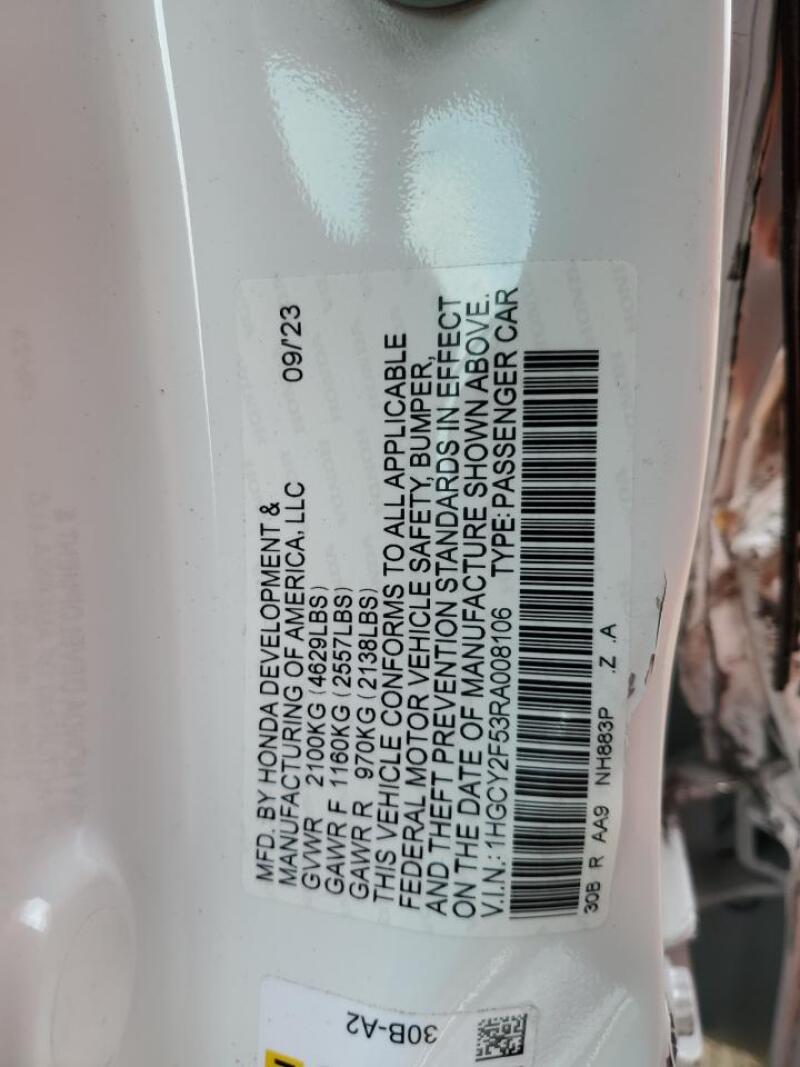 MFD. BY HONDA DEVELOPMENT &
MANUFACTURING OF AMERICA, LLC 09/'23
GVWR 2100KG (4629LBS)
GAWR F 1160KG (2557LBS)
GAWR R 970KG (2138LBS)
THIS VEHICLE CONFORMS TO ALL APPLICABLE
FEDERAL MOTOR VEHICLE SAFETY, BUMPER,
AND THEFT PREVENTION STANDARDS IN EFFECT
ON THE DATE OF MANUFACTURE SHOWN ABOVE.
V.I.N.: 1HGCY2F53RA008106 TYPE: PASSENGER CAR
30B R AA9 NH883P .Z .A
30B-A2